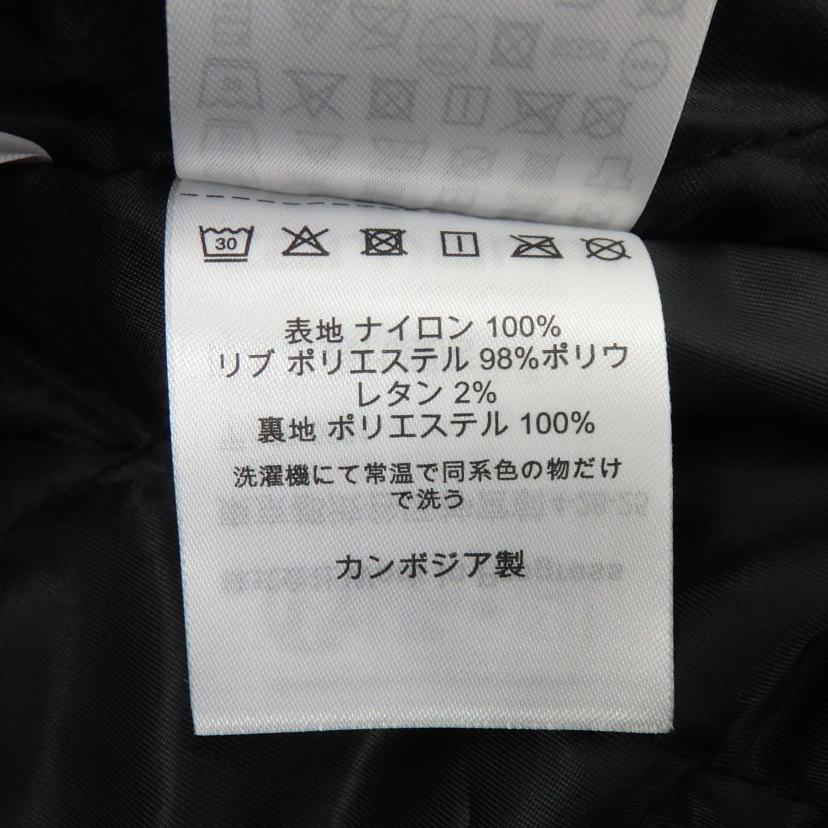 30
表地 ナイロン 100%
リブ ポリエステル 98%ポリウ
レタン 2%
裏地 ポリエステル 100%
洗濯機にて常温で同系色の物だけ
で洗う
カンボジア製